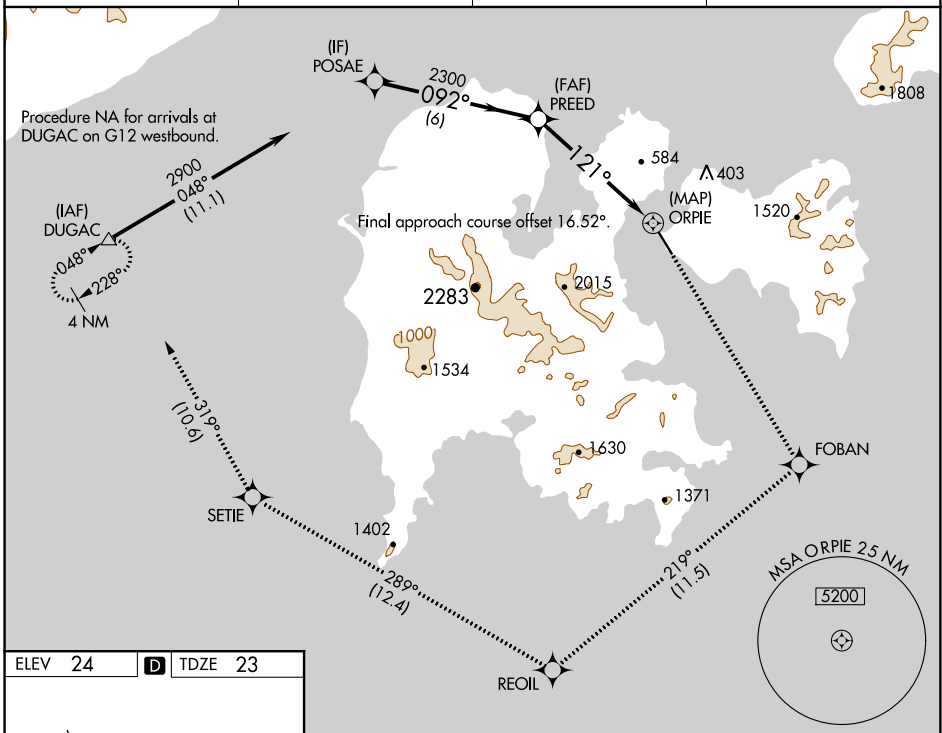 (IF)
POSAE
2300
092°
(6)
(FAF)
PREED
1808
Procedure NA for arrivals at
DUGAC on G12 westbound.
121°
584
403
2900
048°
(11.1)
(MAP)
ORPIE
1520
(IAF)
DUGAC
Final approach course offset 16.52°.
048°
228°
4 NM
2283
2015
1000
1534
319°
(10.6)
1630
FOBAN
1371
SETIE
1402
289°
(12.4)
219°
(11.5)
MSA ORPIE 25 NM
5200
REOIL
ELEV 24
D
TDZE 23